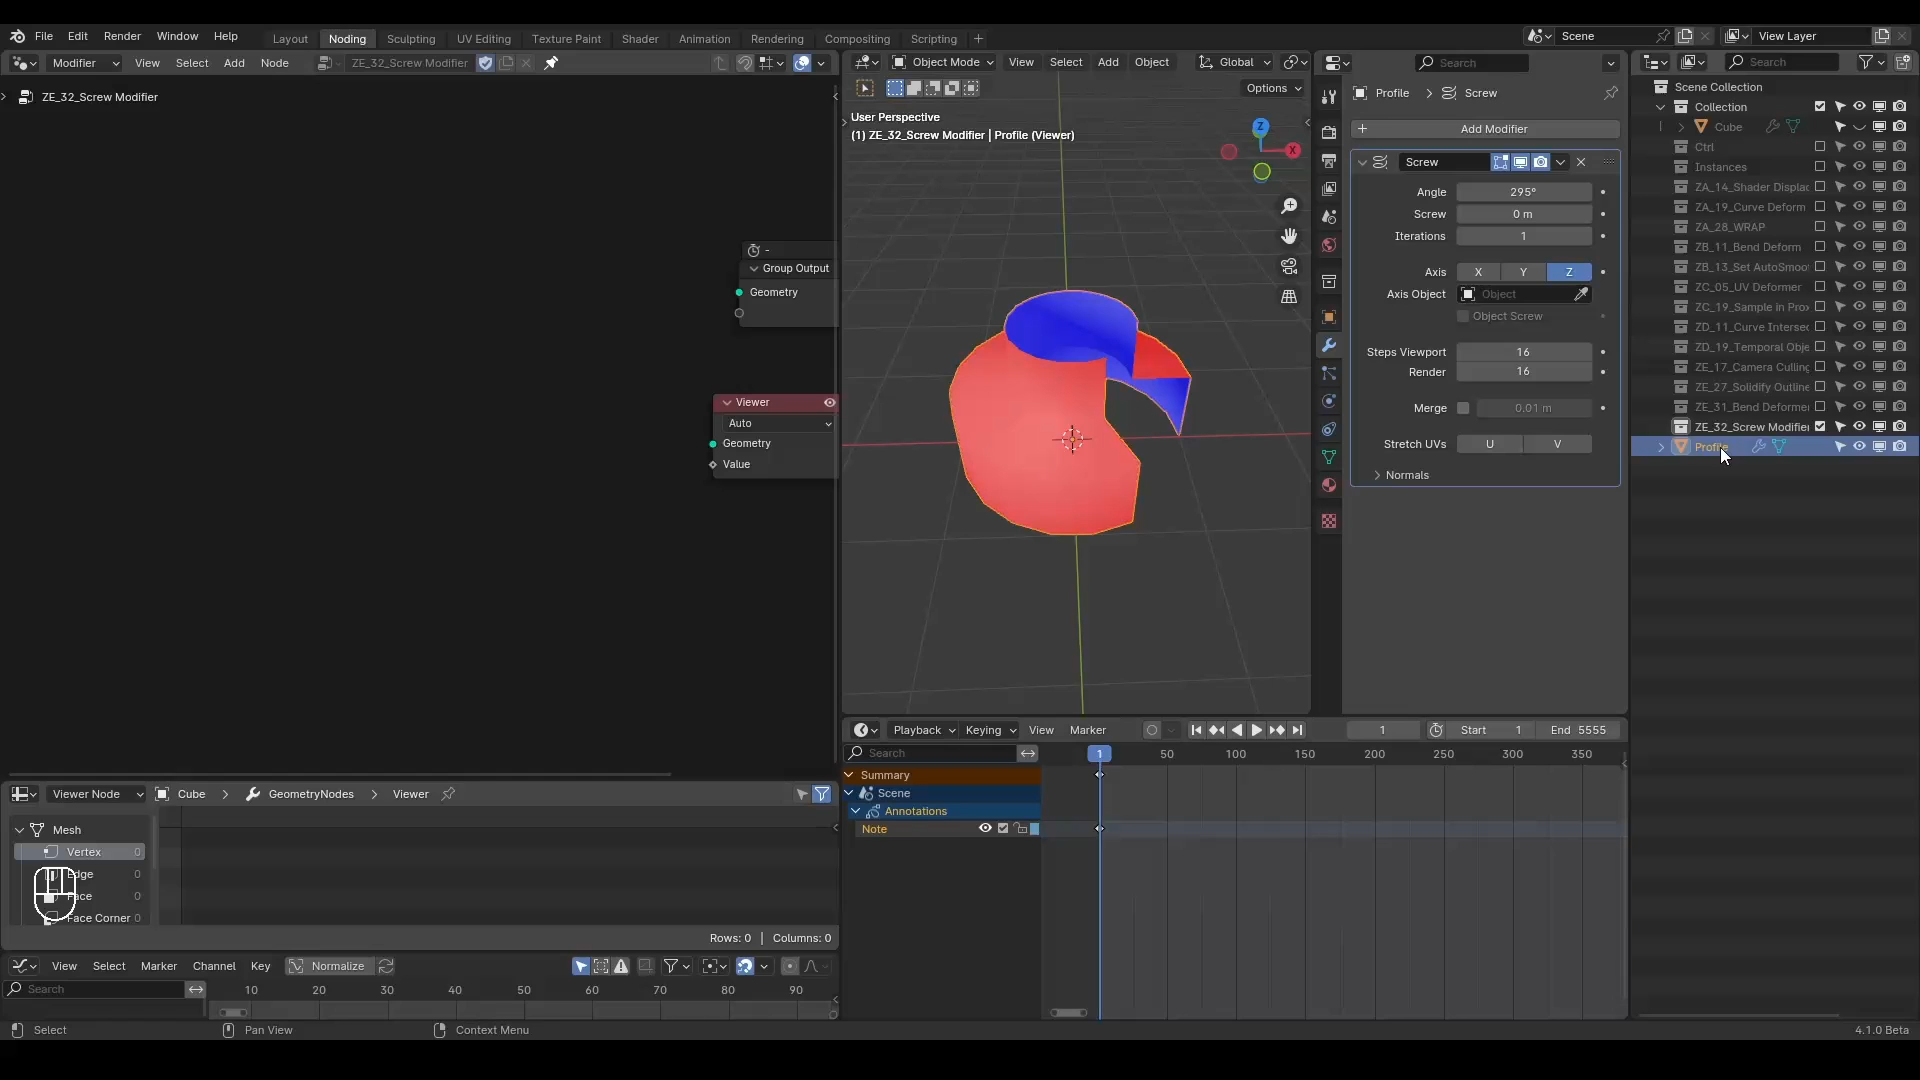 File Edit Render Window Help Layout Noding Sculpting UV Editing Texture Paint Shader Animation Rendering Compositing Scripting + Scene View Layer
Modifier View Select Add Node ZE_32_Screw Modifier
ZE_32_Screw Modifier
- 
Group Output
Geometry
Viewer
Auto
Geometry
Value
Object Mode View Select Add Object Global
Options
User Perspective
(1) ZE_32_Screw Modifier | Profile (Viewer)
Z
X
Search
Profile > Screw
+ Add Modifier
Screw
Angle 295°
Screw 0 m
Iterations 1
Axis X Y Z
Axis Object Object
Object Screw
Steps Viewport 16
Render 16
Merge 0.01 m
Stretch UVs U V
Normals
Search
Scene Collection
Collection
Cube
Ctrl
Instances
ZA_14_Shader Displac
ZA_19_Curve Deform
ZA_28_WRAP
ZB_11_Bend Deform
ZB_13_Set AutoSmoo
ZC_05_UV Deformer
ZC_19_Sample in Prox
ZD_11_Curve Intersec
ZD_19_Temporal Obje
ZE_17_Camera Culling
ZE_27_Solidify Outline
ZE_31_Bend Deformer
ZE_32_Screw Modifier
Profile
Playback Keying View Marker 1 Start 1 End 5555
Search 1 50 100 150 200 250 300 350
Summary
Scene
Annotations
Note
Viewer Node Cube > GeometryNodes > Viewer
Mesh
Vertex 0
Edge 0
Face 0
Face Corner 0
Rows: 0 | Columns: 0
View Select Marker Channel Key Normalize
Search 10 20 30 40 50 60 70 80 90
Select Pan View Context Menu 4.1.0 Beta